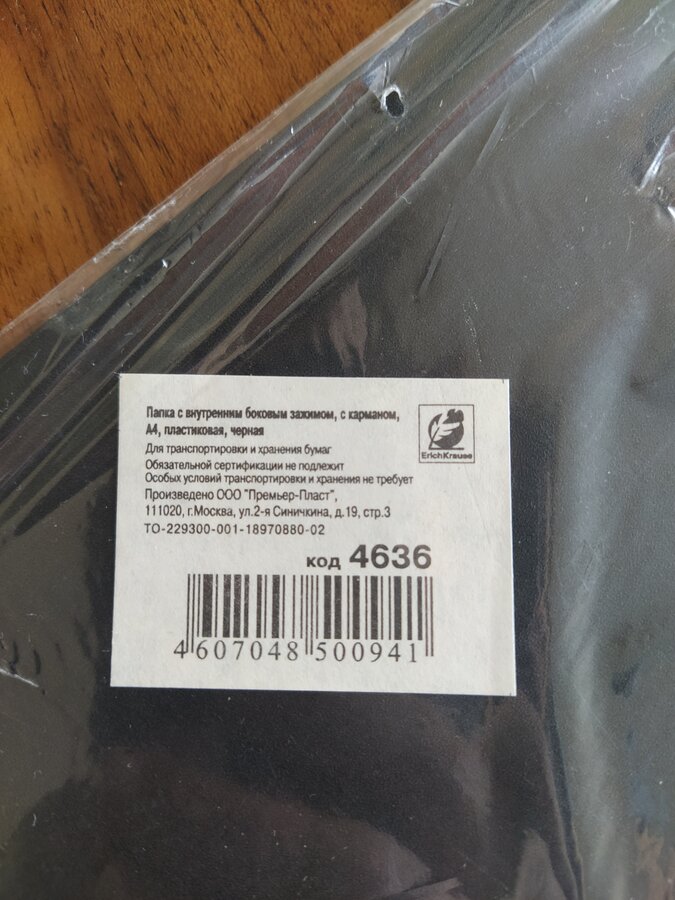 Папка с внутренним боковым зажимом, с карманом,
А4, пластиковая, черная
Для транспортировки и хранения бумаг
Обязательной сертификации не подлежит
Особых условий транспортировки и хранения не требует
Произведено ООО "Премьер-Пласт",
111020, г.Москва, ул.2-я Синичкина, д.19, стр.3
ТО-229300-001-18970880-02
ErichKrause
код 4636
4 607048 500941